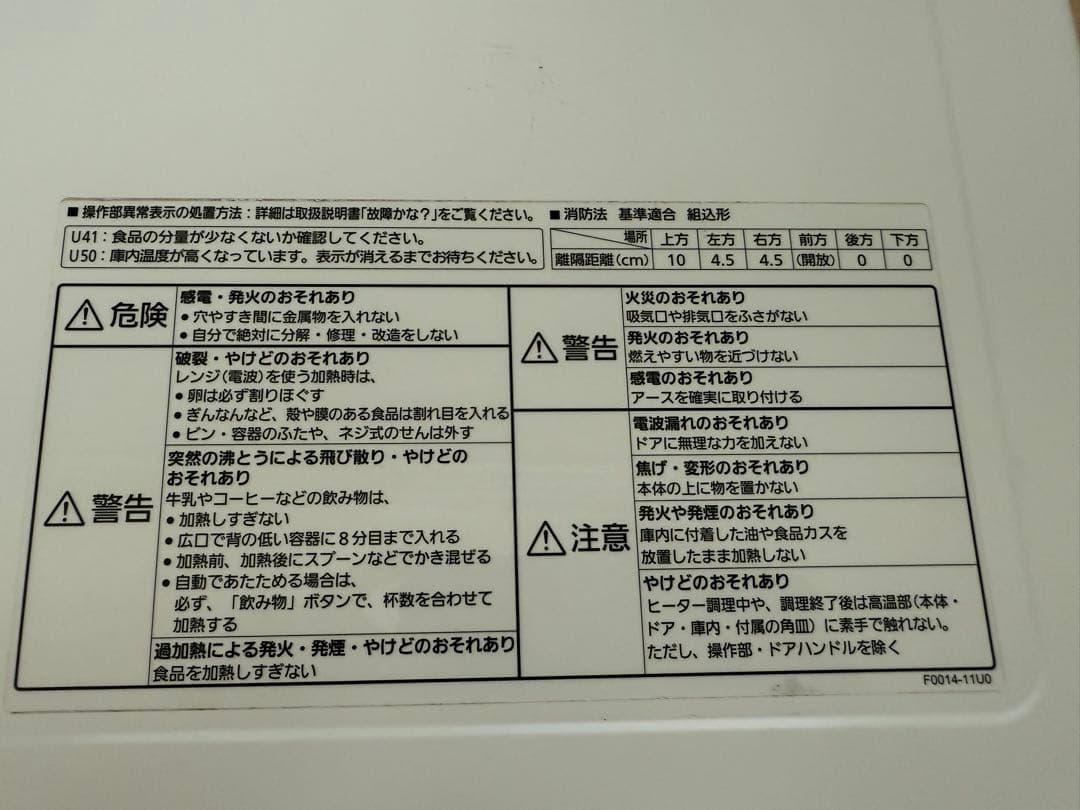 ■ 操作部異常表示の処置方法：詳細は取扱説明書「故障かな？」をご覧ください。
U41：食品の分量が少なくないか確認してください。
U50：庫内温度が高くなっています。表示が消えるまでお待ちください。
■ 消防法 基準適合 組込形
場所 上方 左方 右方 前方 後方 下方
離隔距離(cm) 10 4.5 4.5 (開放) 0 0
⚠ 危険
感電・発火のおそれあり
● 穴やすき間に金属物を入れない
● 自分で絶対に分解・修理・改造をしない
⚠ 警告
破裂・やけどのおそれあり
レンジ(電波)を使う加熱時は、
● 卵は必ず割りほぐす
● ぎんなんなど、殻や膜のある食品は割れ目を入れる
● ビン・容器のふたや、ネジ式のせんは外す
突然の沸とうによる飛び散り・やけどの
おそれあり
牛乳やコーヒーなどの飲み物は、
● 加熱しすぎない
● 広口で背の低い容器に８分目まで入れる
● 加熱前、加熱後にスプーンなどでかき混ぜる
● 自動であたためる場合は、
必ず、「飲み物」ボタンで、杯数を合わせて
加熱する
過加熱による発火・発煙・やけどのおそれあり
食品を加熱しすぎない
⚠ 警告
火災のおそれあり
吸気口や排気口をふさがない
発火のおそれあり
燃えやすい物を近づけない
感電のおそれあり
アースを確実に取り付ける
⚠ 注意
電波漏れのおそれあり
ドアに無理な力を加えない
焦げ・変形のおそれあり
本体の上に物を置かない
発火や発煙のおそれあり
庫内に付着した油や食品カスを
放置したまま加熱しない
やけどのおそれあり
ヒーター調理中や、調理終了後は高温部(本体・
ドア・庫内・付属の角皿)に素手で触れない。
ただし、操作部・ドアハンドルを除く
F0014-11U0